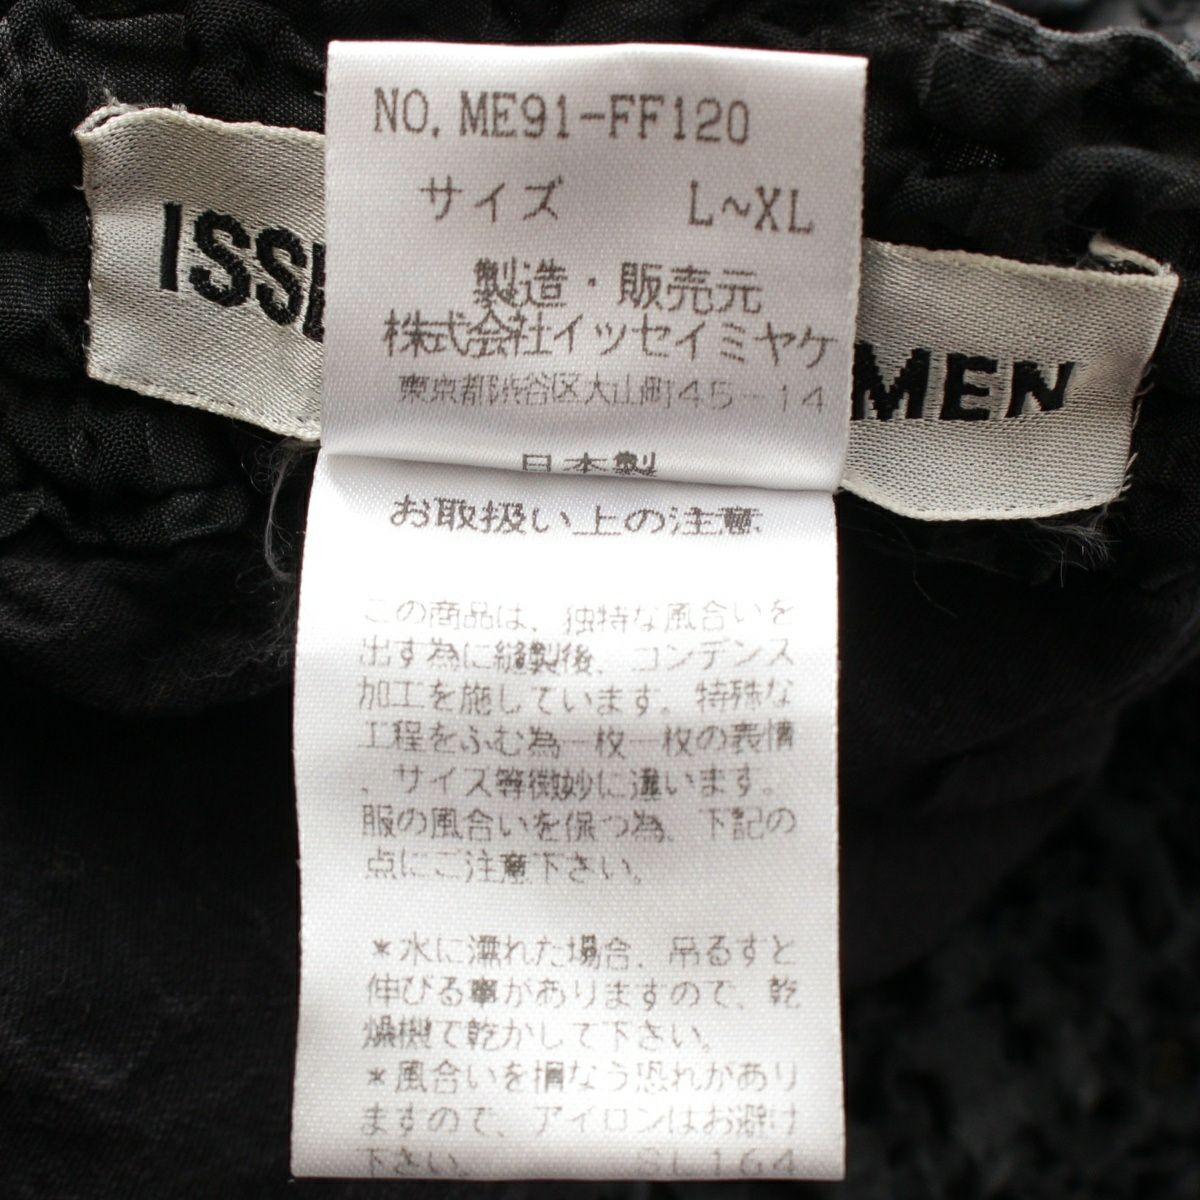 NO. ME91-FF120
サイズ L~XL
製造・販売元
株式会社イッセイミヤケ
東京都渋谷区大山町45-14
日本製
お取扱い上の注意
この商品は、独特な風合いを
出す為に縫製後、コンデンス
加工を施しています。特殊な
工程をふむ為一枚一枚の表情
、サイズ等微妙に違います。
服の風合いを保つ為、下記の
点にご注意下さい。
*水に濡れた場合、吊るすと
伸びる事がありますので、乾
燥機で乾かして下さい。
*風合いを損なう恐れがあり
ますので、アイロンはお避け
下さい。 SL164
ISSE
MEN